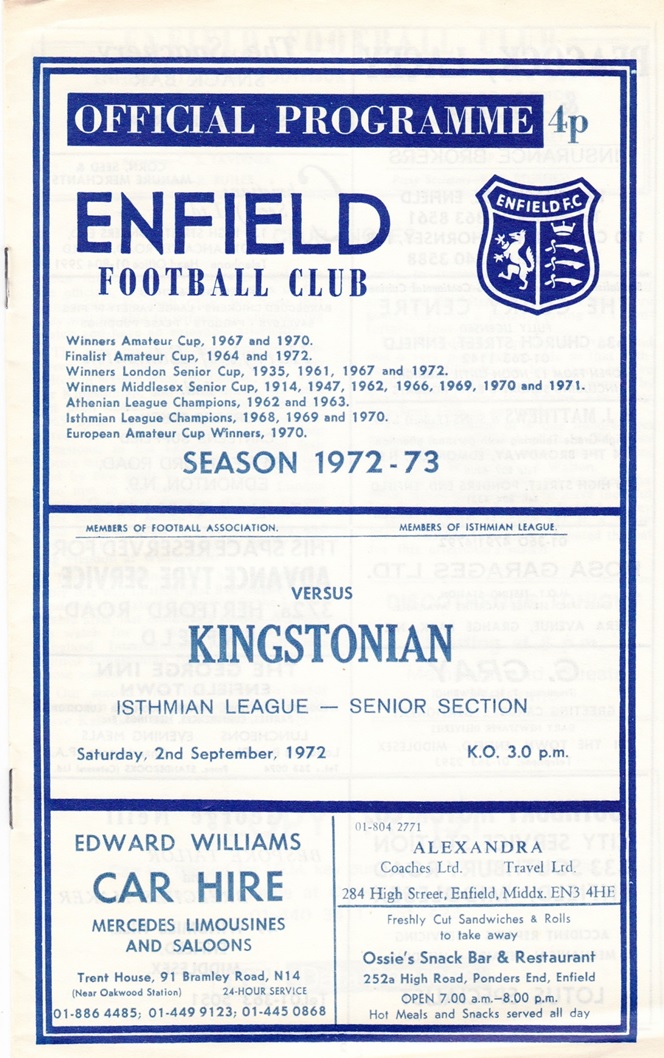 OFFICIAL PROGRAMME 4p
ENFIELD
FOOTBALL CLUB
ENFIELD F.C
Winners Amateur Cup, 1967 and 1970.
Finalist Amateur Cup, 1964 and 1972.
Winners London Senior Cup, 1935, 1961, 1967 and 1972.
Winners Middlesex Senior Cup, 1914, 1947, 1962, 1966, 1969, 1970 and 1971.
Athenian League Champions, 1962 and 1963.
Isthmian League Champions, 1968, 1969 and 1970.
European Amateur Cup Winners, 1970.
SEASON 1972-73
MEMBERS OF FOOTBALL ASSOCIATION. MEMBERS OF ISTHMIAN LEAGUE.
VERSUS
KINGSTONIAN
ISTHMIAN LEAGUE — SENIOR SECTION
Saturday, 2nd September, 1972 K.O. 3.0 p.m.
EDWARD WILLIAMS
CAR HIRE
MERCEDES LIMOUSINES
AND SALOONS
Trent House, 91 Bramley Road, N14
(Near Oakwood Station) 24-HOUR SERVICE
01-886 4485; 01-449 9123; 01-445 0868
01-804 2771
ALEXANDRA
Coaches Ltd. Travel Ltd.
284 High Street, Enfield, Middx. EN3 4HE
Freshly Cut Sandwiches & Rolls
to take away
Ossie's Snack Bar & Restaurant
252a High Road, Ponders End, Enfield
OPEN 7.00 a.m.–8.00 p.m.
Hot Meals and Snacks served all day